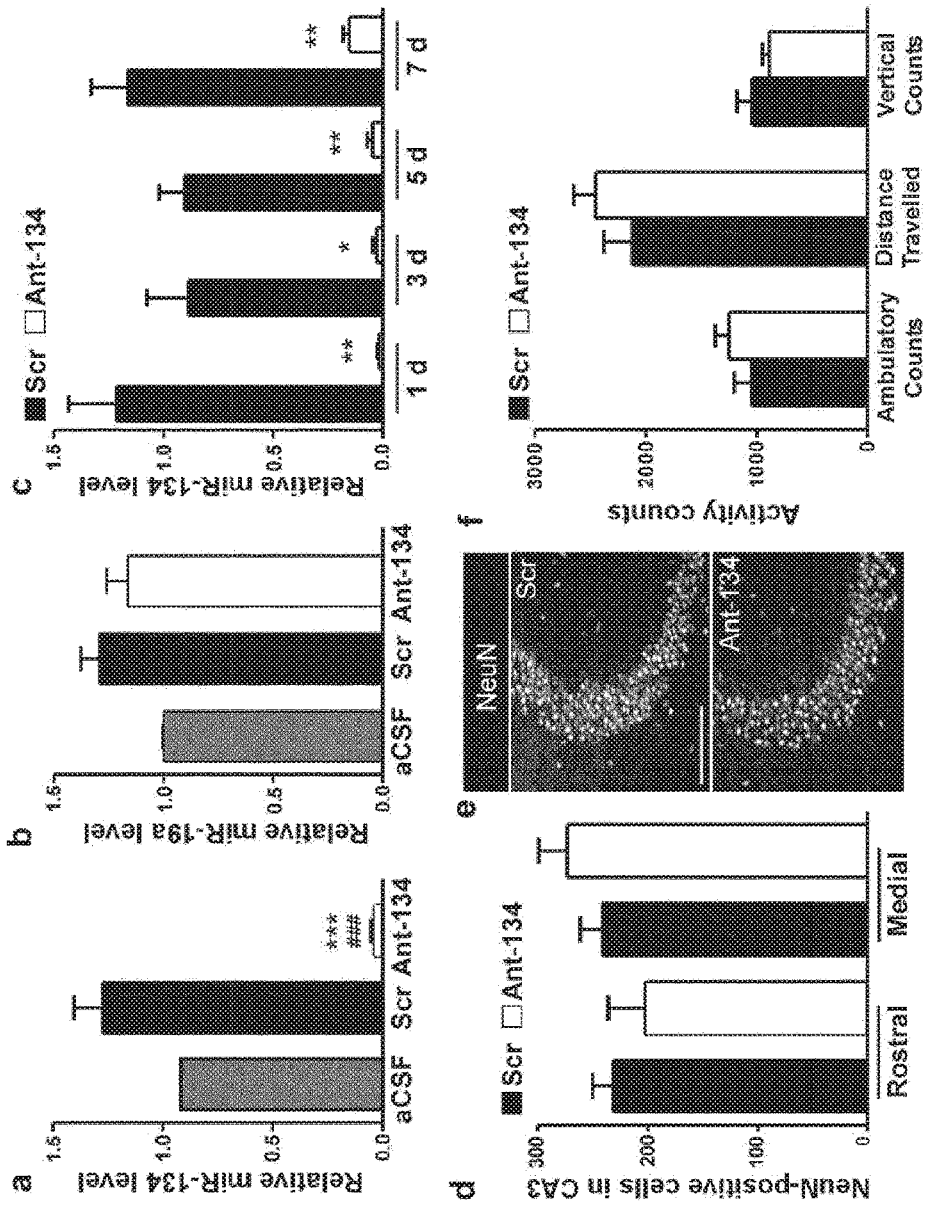 a
Relative miR-134 level
1.5
1.0
0.5
0.0
***
###
aCSF Scr Ant-134
b
Relative miR-19a level
1.5
1.0
0.5
0.0
aCSF Scr Ant-134
c
Scr Ant-134
Relative miR-134 level
1.5
1.0
0.5
0.0
**
*
**
**
1 d 3 d 5 d 7 d
d
Scr Ant-134
NeuN-positive cells in CA3
300
200
100
0
Rostral Medial
e
NeuN
Scr
Ant-134
f
Scr Ant-134
Activity counts
3000
2000
1000
0
Ambulatory Distance Vertical
Counts Travelled Counts